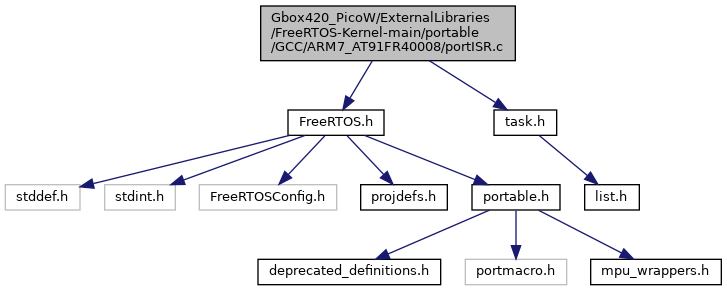 Gbox420_PicoW/ExternalLibraries
/FreeRTOS-Kernel-main/portable
/GCC/ARM7_AT91FR40008/portISR.c
FreeRTOS.h
task.h
stddef.h
stdint.h
FreeRTOSConfig.h
projdefs.h
portable.h
list.h
deprecated_definitions.h
portmacro.h
mpu_wrappers.h